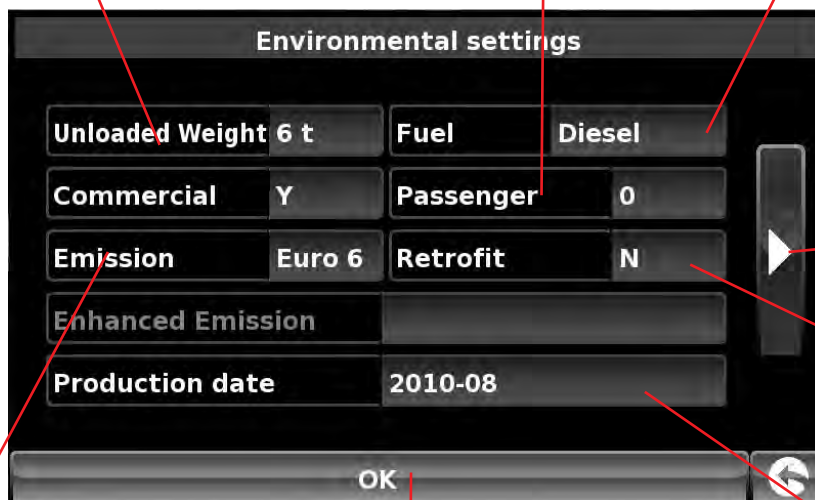 Environmental settings
Unloaded Weight 6 t Fuel Diesel
Commercial Y Passenger 0
Emission Euro 6 Retrofit N
Enhanced Emission
Production date 2010-08
OK